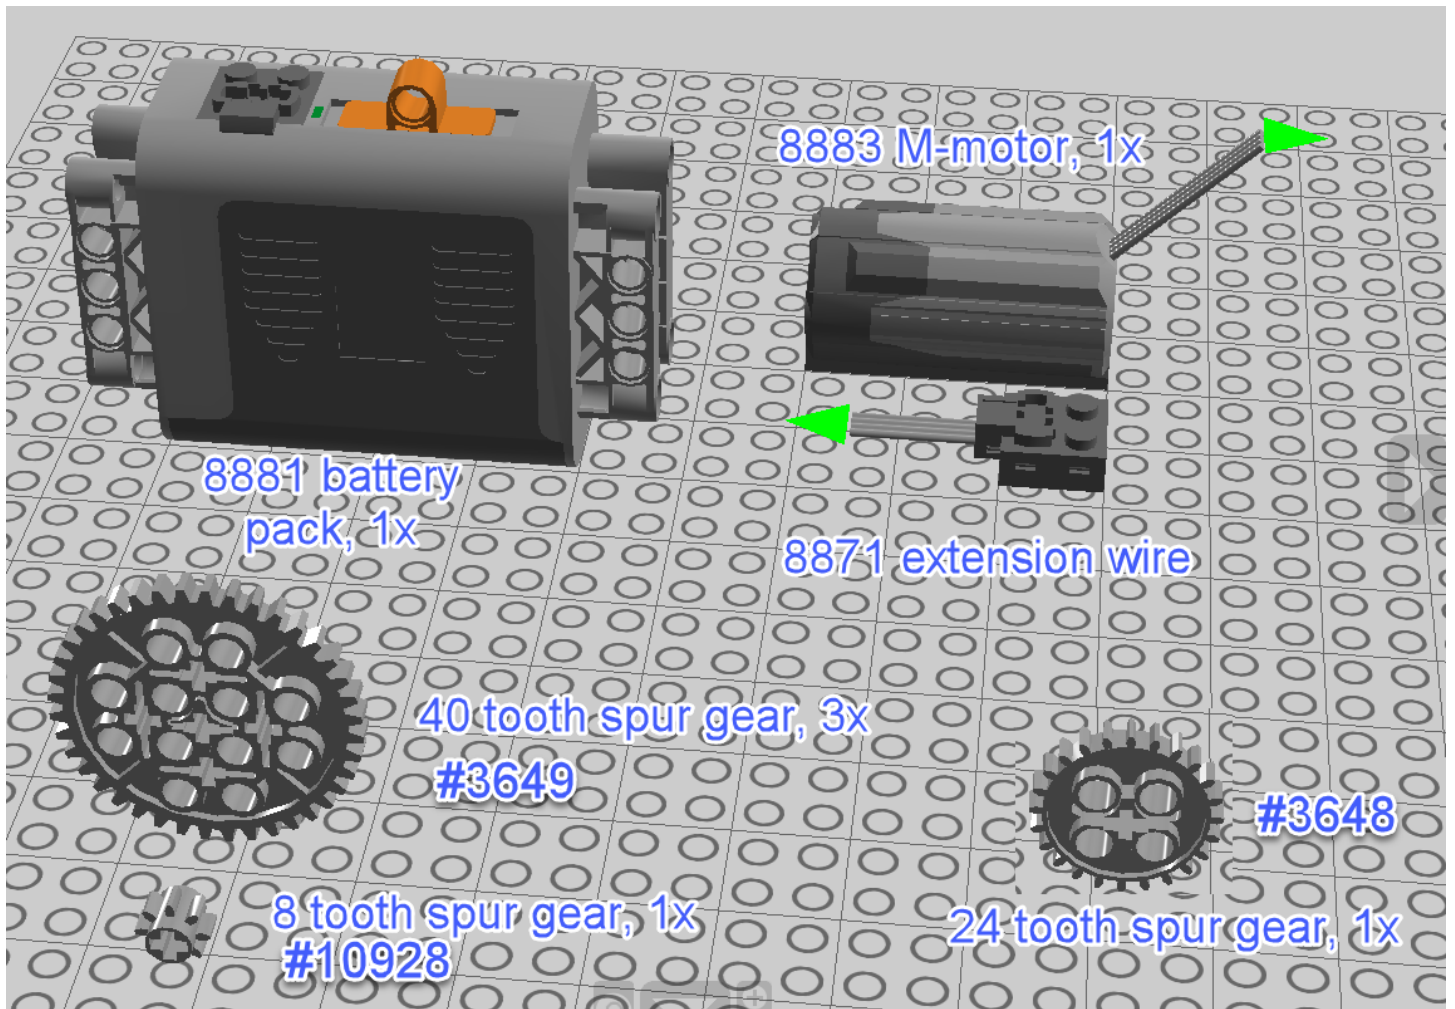 8883 M-motor, 1x
8881 battery
pack, 1x
8871 extension wire
40 tooth spur gear, 3x
#3649
#3648
8 tooth spur gear, 1x
#10928
24 tooth spur gear, 1x